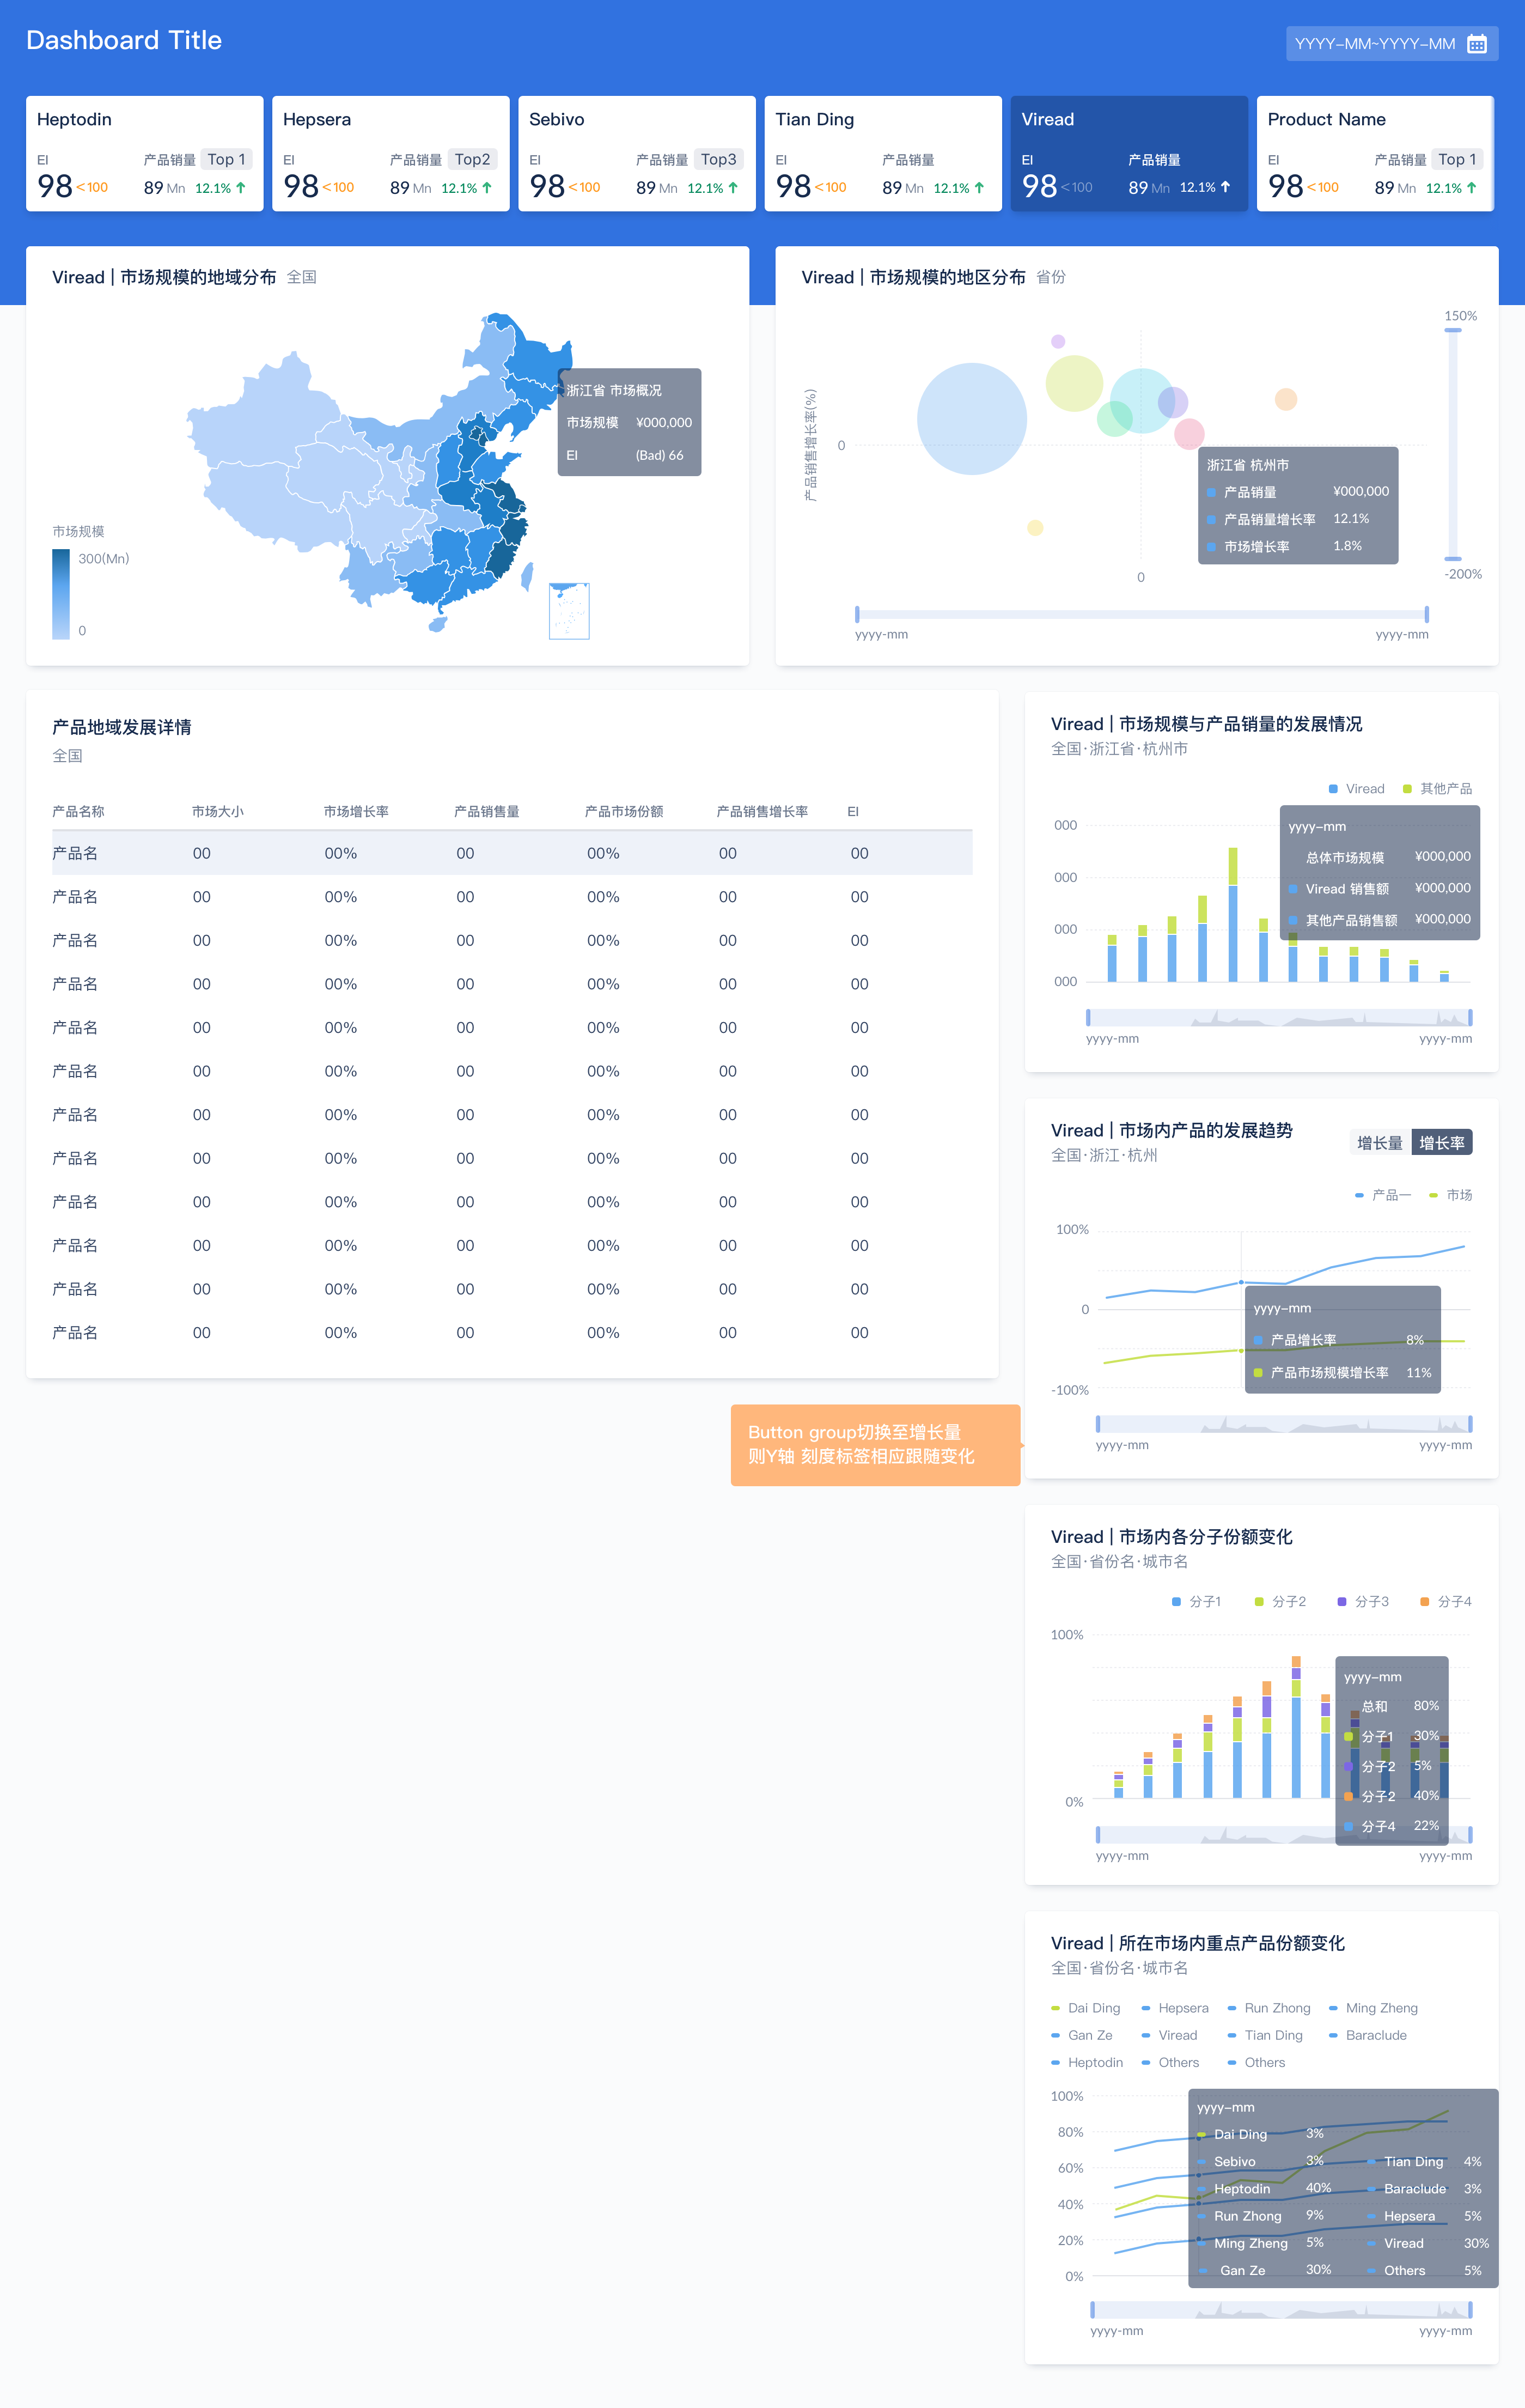 Dashboard Title
YYYY-MM~YYYY-MM
Heptodin
EI 产品销量 Top 1
98 <100 89 Mn 12.1% ↑
Hepsera
EI 产品销量 Top2
98 <100 89 Mn 12.1% ↑
Sebivo
EI 产品销量 Top3
98 <100 89 Mn 12.1% ↑
Tian Ding
EI 产品销量
98 <100 89 Mn 12.1% ↑
Viread
EI 产品销量
98 <100 89 Mn 12.1% ↑
Product Name
EI 产品销量 Top 1
98 <100 89 Mn 12.1% ↑
Viread | 市场规模的地域分布 全国
浙江省 市场概况
市场规模 ¥000,000
EI (Bad) 66
市场规模
300(Mn)
0
Viread | 市场规模的地区分布 省份
150%
产品销售增长率(%)
0
浙江省 杭州市
产品销量 ¥000,000
产品销量增长率 12.1%
市场增长率 1.8%
0
-200%
yyyy-mm yyyy-mm
产品地域发展详情
全国
产品名称 市场大小 市场增长率 产品销售量 产品市场份额 产品销售增长率 EI
产品名 00 00% 00 00% 00 00
产品名 00 00% 00 00% 00 00
产品名 00 00% 00 00% 00 00
产品名 00 00% 00 00% 00 00
产品名 00 00% 00 00% 00 00
产品名 00 00% 00 00% 00 00
产品名 00 00% 00 00% 00 00
产品名 00 00% 00 00% 00 00
产品名 00 00% 00 00% 00 00
产品名 00 00% 00 00% 00 00
产品名 00 00% 00 00% 00 00
产品名 00 00% 00 00% 00 00
Viread | 市场规模与产品销量的发展情况
全国·浙江省·杭州市
Viread 其他产品
000
000
000
000
yyyy-mm
总体市场规模 ¥000,000
Viread 销售额 ¥000,000
其他产品销售额 ¥000,000
yyyy-mm yyyy-mm
Viread | 市场内产品的发展趋势
增长量 增长率
全国·浙江·杭州
产品一 市场
100%
0
-100%
yyyy-mm
产品增长率 8%
产品市场规模增长率 11%
yyyy-mm yyyy-mm
Button group切换至增长量
则Y轴 刻度标签相应跟随变化
Viread | 市场内各分子份额变化
全国·省份名·城市名
分子1 分子2 分子3 分子4
100%
0%
yyyy-mm
总和 80%
分子1 30%
分子2 5%
分子2 40%
分子4 22%
yyyy-mm yyyy-mm
Viread | 所在市场内重点产品份额变化
全国·省份名·城市名
Dai Ding Hepsera Run Zhong Ming Zheng
Gan Ze Viread Tian Ding Baraclude
Heptodin Others Others
100%
80%
60%
40%
20%
0%
yyyy-mm
Dai Ding 3%
Sebivo 3% Tian Ding 4%
Heptodin 40% Baraclude 3%
Run Zhong 9% Hepsera 5%
Ming Zheng 5% Viread 30%
Gan Ze 30% Others 5%
yyyy-mm yyyy-mm